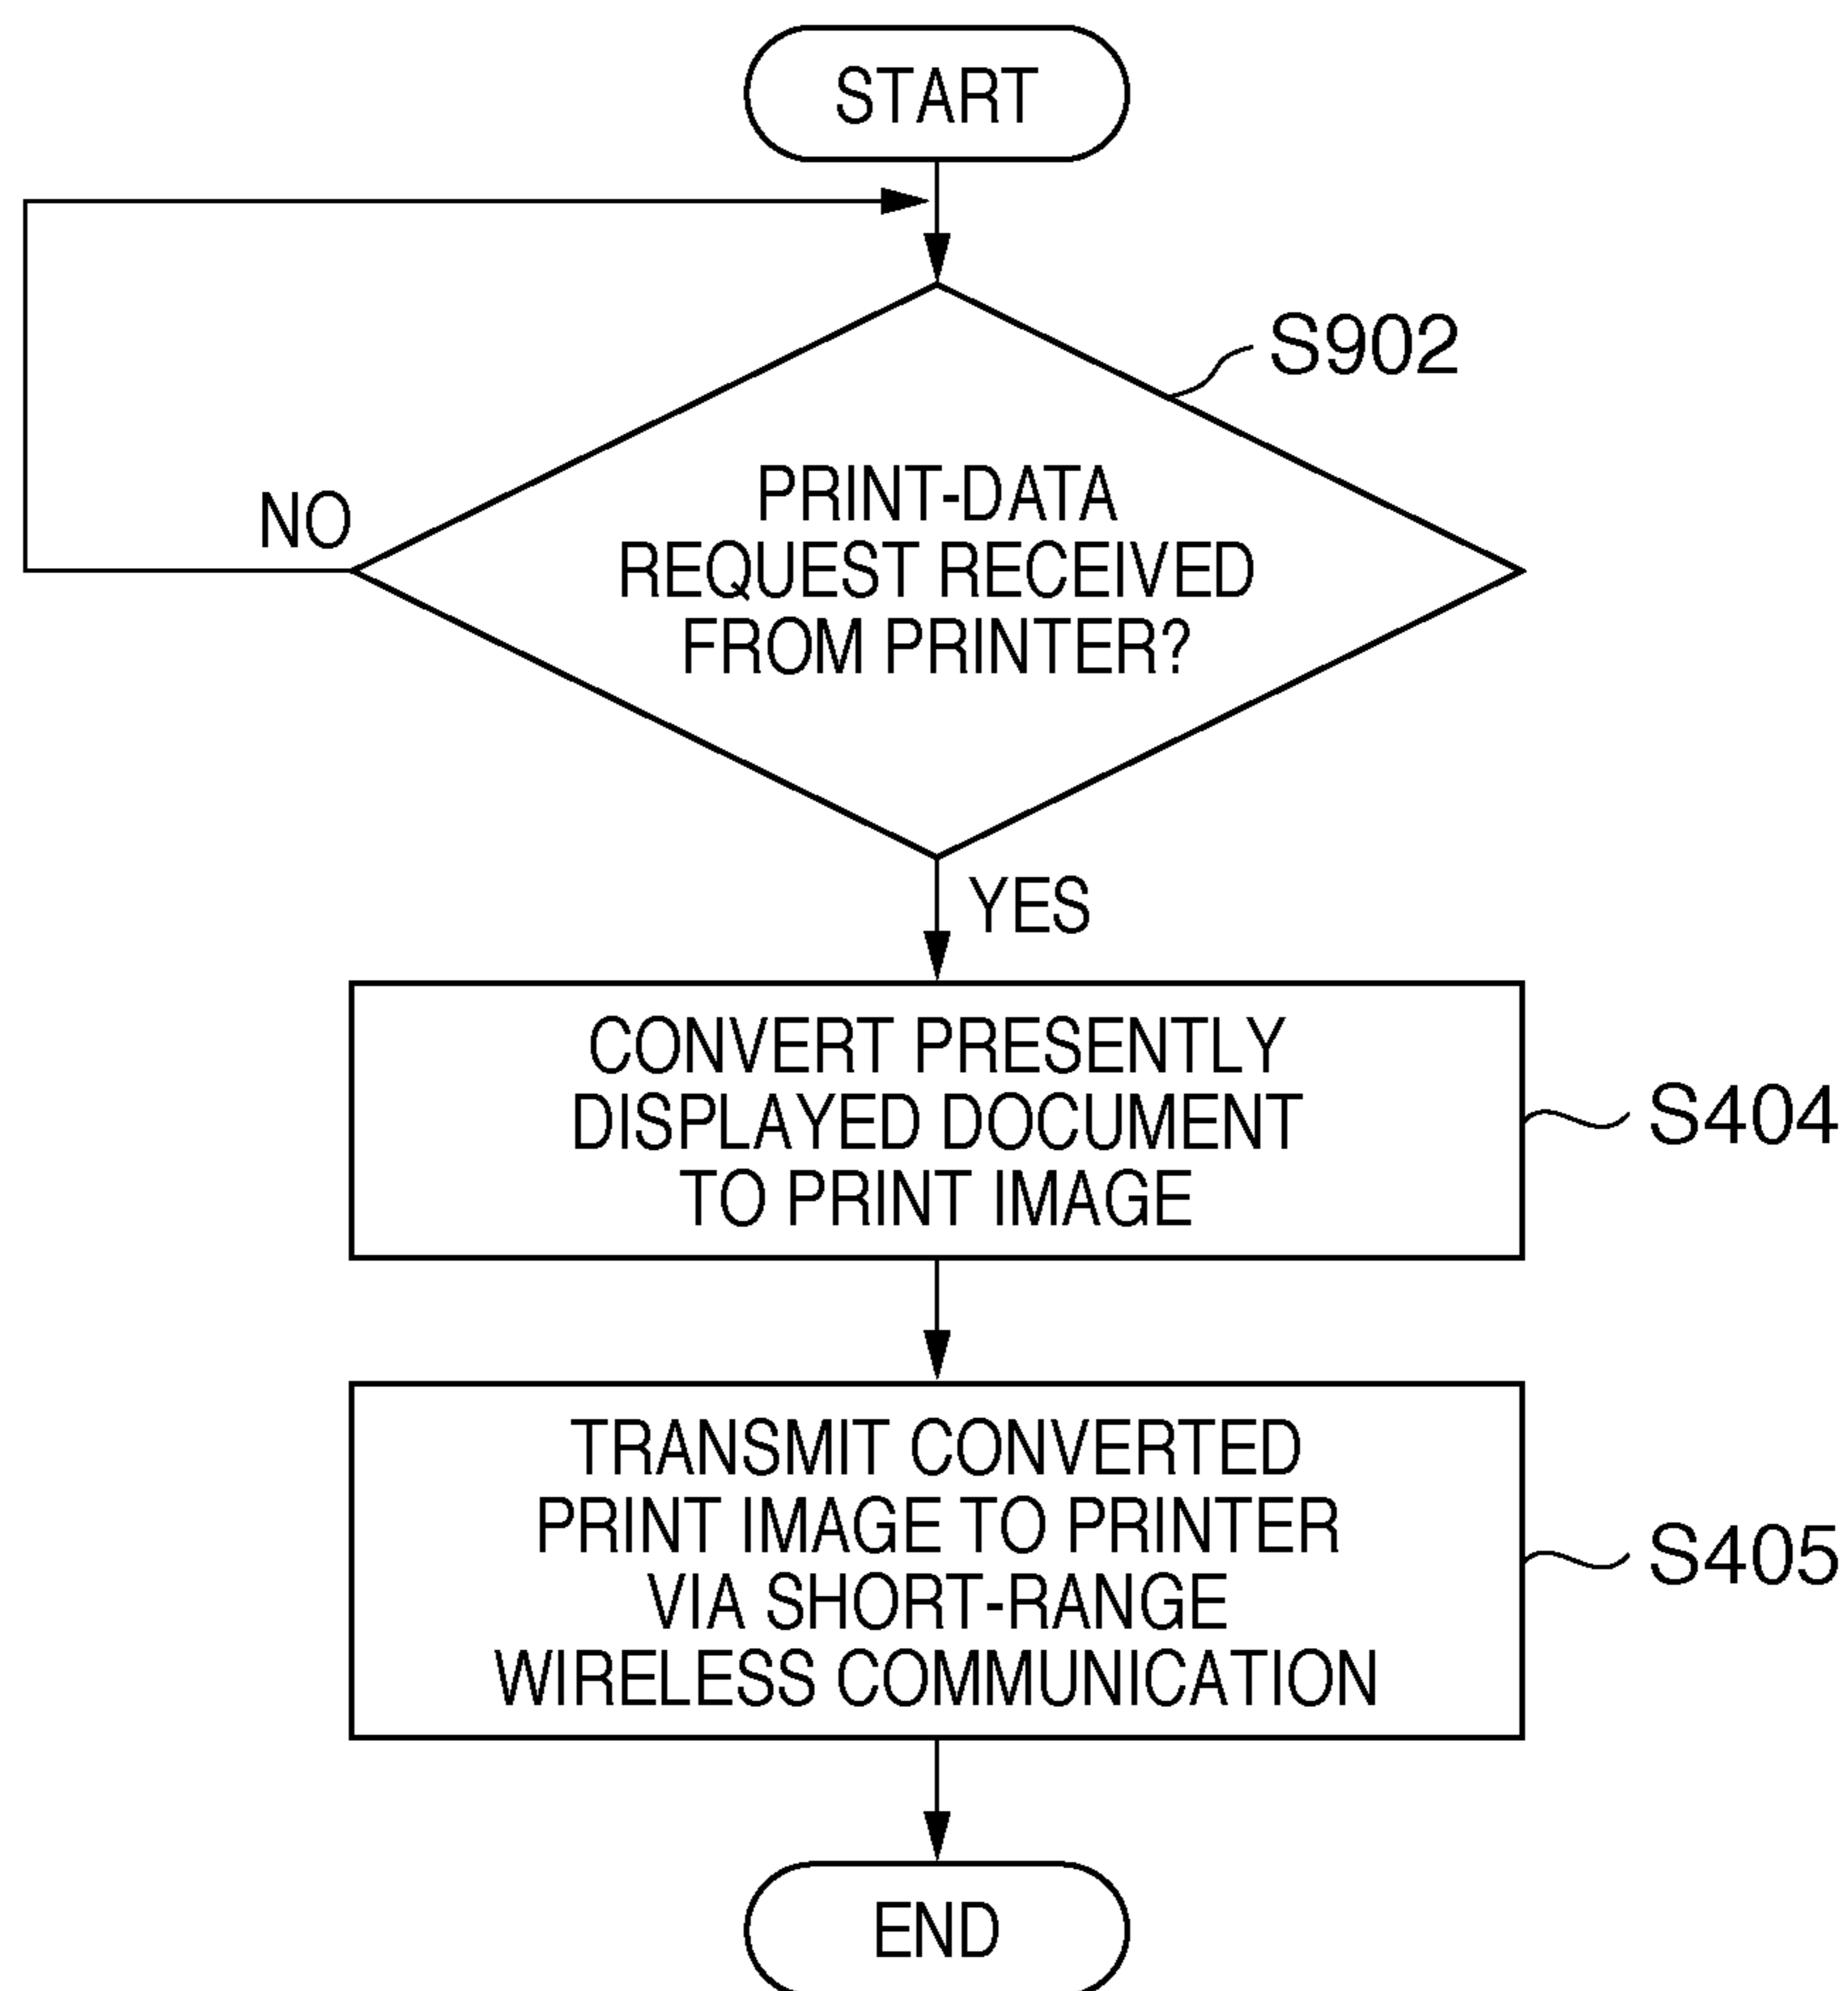 START
S902
PRINT-DATA
REQUEST RECEIVED
FROM PRINTER?
NO
YES
CONVERT PRESENTLY
DISPLAYED DOCUMENT
TO PRINT IMAGE
S404
TRANSMIT CONVERTED
PRINT IMAGE TO PRINTER
VIA SHORT-RANGE
WIRELESS COMMUNICATION
S405
END